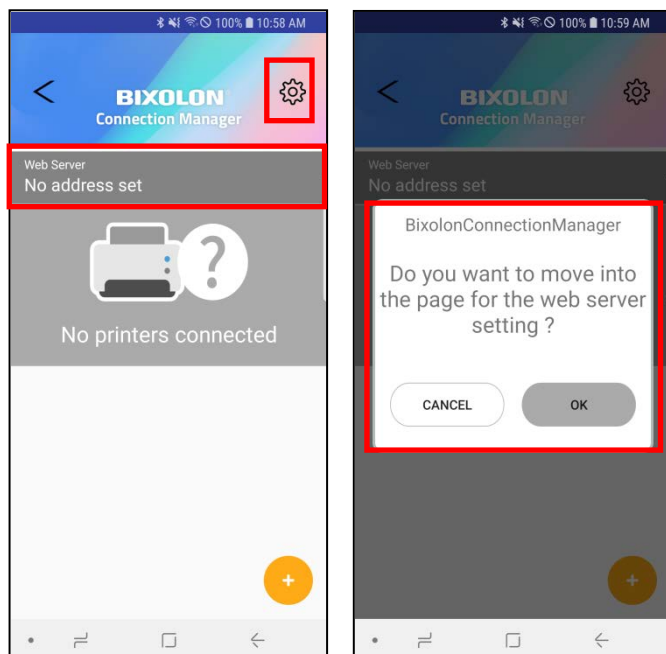 100% 10:58 AM
BIXOLON
Connection Manager
Web Server
No address set
?
No printers connected
+
100% 10:59 AM
BIXOLON
Connection Manager
Web Server
No address set
BixolonConnectionManager
Do you want to move into
the page for the web server
setting ?
CANCEL OK
+